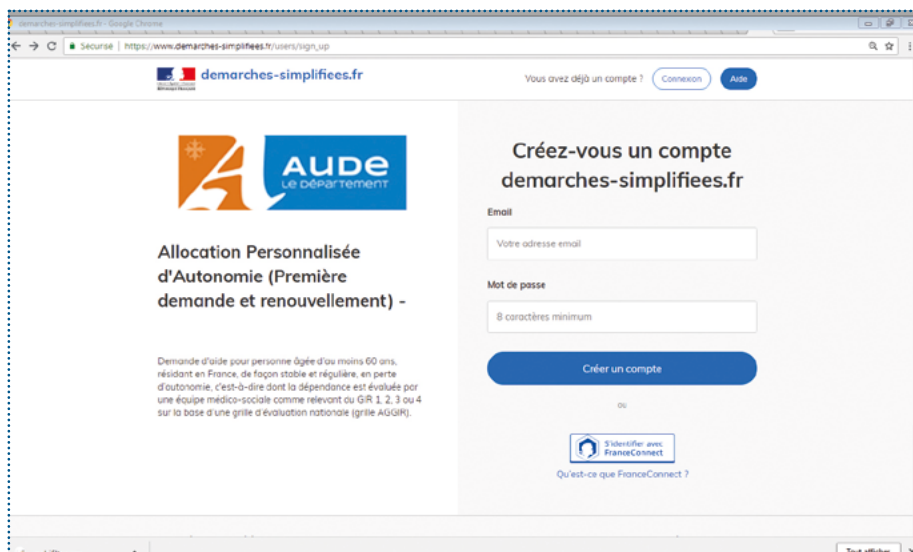 demarches-simplifiees.fr - Google Chrome
Sécurisé | https://www.demarches-simplifiees.fr/users/sign_up
demarches-simplifiees.fr
Vous avez déjà un compte ?
Connexion
Aide
AUDE
LE DÉPARTEMENT
Allocation Personnalisée
d'Autonomie (Première
demande et renouvellement) -
Demande d'aide pour personne âgée d'au moins 60 ans,
résidant en France, de façon stable et régulière, en perte
d'autonomie, c'est-à-dire dont la dépendance est évaluée par
une équipe médico-sociale comme relevant du GIR 1, 2, 3 ou 4
sur la base d'une grille d'évaluation nationale (grille AGGIR).
Créez-vous un compte
demarches-simplifiees.fr
Email
Votre adresse email
Mot de passe
8 caractères minimum
Créer un compte
ou
S'identifier avec
FranceConnect
Qu'est-ce que FranceConnect ?
Tout afficher